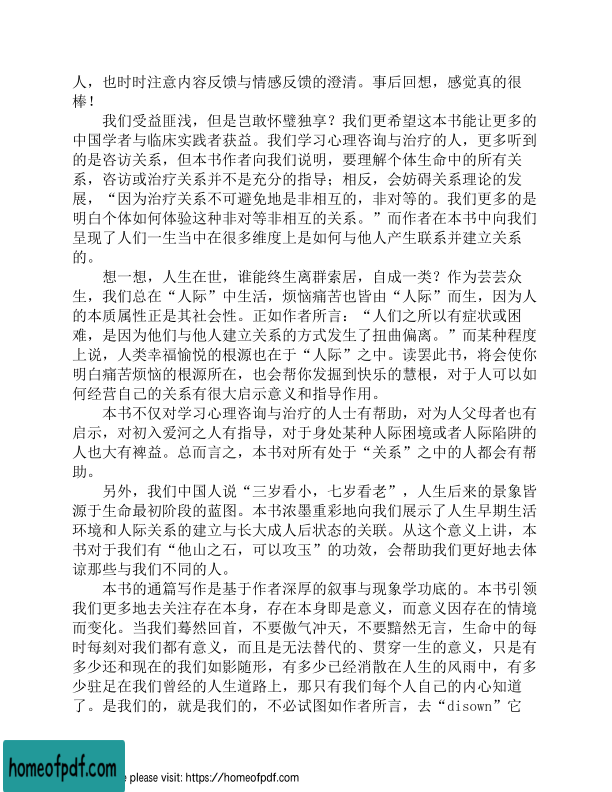 人，也时时注意内容反馈与情感反馈的澄清。事后回想，感觉真的很
棒！
我们受益匪浅，但是岂敢怀璧独享？我们更希望这本书能让更多的
中国学者与临床实践者获益。我们学习心理咨询与治疗的人，更多听到
的是咨访关系，但本书作者向我们说明，要理解个体生命中的所有关
系，咨访或治疗关系并不是充分的指导；相反，会妨碍关系理论的发
展，“因为治疗关系不可避免地是非相互的，非对等的。我们更多的是
明白个体如何体验这种非对等非相互的关系。”而作者在本书中向我们
呈现了人们一生当中在很多维度上是如何与他人产生联系并建立关系
的。
想一想，人生在世，谁能终生离群索居，自成一类？作为芸芸众
生，我们总在“人际”中生活，烦恼痛苦也皆由“人际”而生，因为人
的本质属性正是其社会性。正如作者所言：“人们之所以有症状或困
难，是因为他们与他人建立关系的方式发生了扭曲偏离。”而某种程度
上说，人类幸福愉悦的根源也在于“人际”之中。读罢此书，将会使你
明白痛苦烦恼的根源所在，也会帮你发掘到快乐的慧根，对于人可以如
何经营自己的关系有很大启示意义和指导作用。
本书不仅对学习心理咨询与治疗的人士有帮助，对为人父母者也有
启示，对初入爱河之人有指导，对于身处某种人际困境或者人际陷阱的
人也大有裨益。总而言之，本书对所有处于“关系”之中的人都会有帮
助。
另外，我们中国人说“三岁看小，七岁看老”，人生后来的景象皆
源于生命最初阶段的蓝图。本书浓墨重彩地向我们展示了人生早期生活
环境和人际关系的建立与长大成人后状态的关联。从这个意义上讲，本
书对于我们有“他山之石，可以攻玉”的功效，会帮助我们更好地去体
谅那些与我们不同的人。
本书的通篇写作是基于作者深厚的叙事与现象学功底的。本书引领
我们更多地去关注存在本身，存在本身即是意义，而意义因存在的情境
而变化。当我们蓦然回首，不要傲气冲天，不要黯然无言，生命中的每
时每刻对我们都有意义，而且是无法替代的、贯穿一生的意义，只是有
多少还和现在的我们如影随形，有多少已经消散在人生的风雨中，有多
少驻足在我们曾经的人生道路上，那只有我们每个人自己的内心知道
了。是我们的，就是我们的，不必试图如作者所言，去“disown”它
homeofpdf.com
e please visit: https://homeofpdf.com